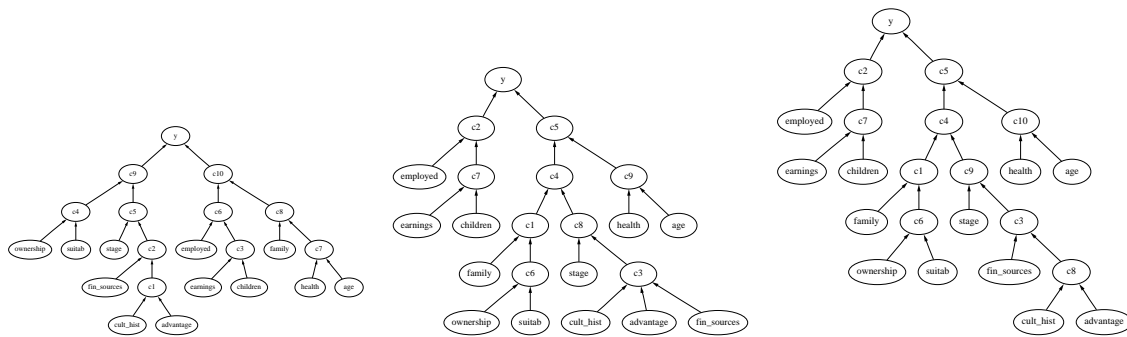 y
c9 c10
c4 c5 c6 c8
ownership suitab stage c2 employed c3 family c7
fin_sources c1 earnings children health age
cult_hist advantage
y
c2 c5
employed c7 c4 c9
earnings children c1 c8 health age
family c6 stage c3
ownership suitab cult_hist advantage fin_sources
y
c2 c5
employed c7 c4 c10
earnings children c1 c9 health age
family c6 stage c3
ownership suitab fin_sources c8
cult_hist advantage